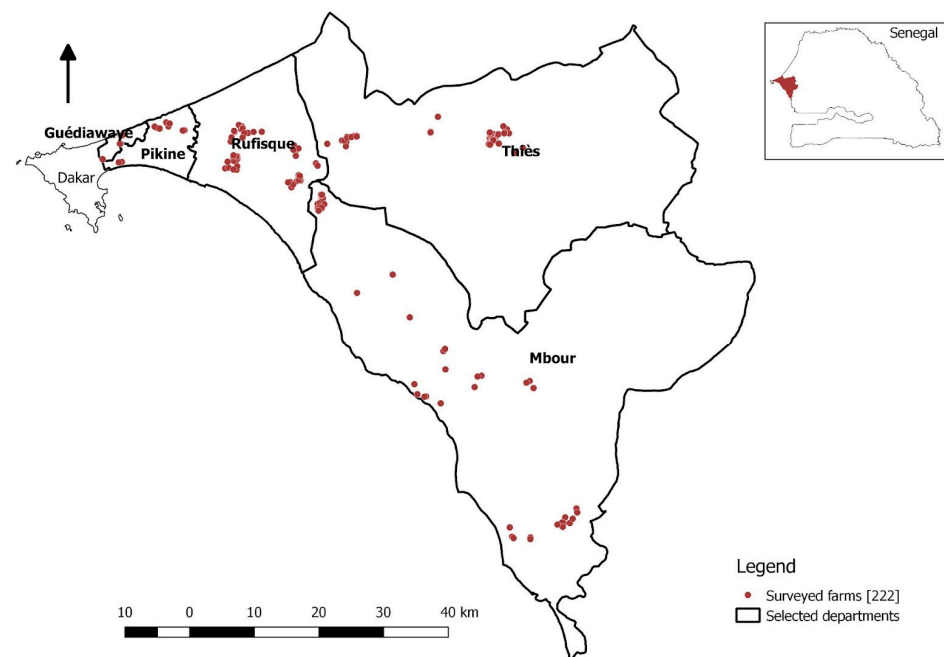 Senegal
Guédiawaye
Pikine
Rufisque
Thiès
Dakar
Mbour
Legend
Surveyed farms [222]
Selected departments
10 0 10 20 30 40 km